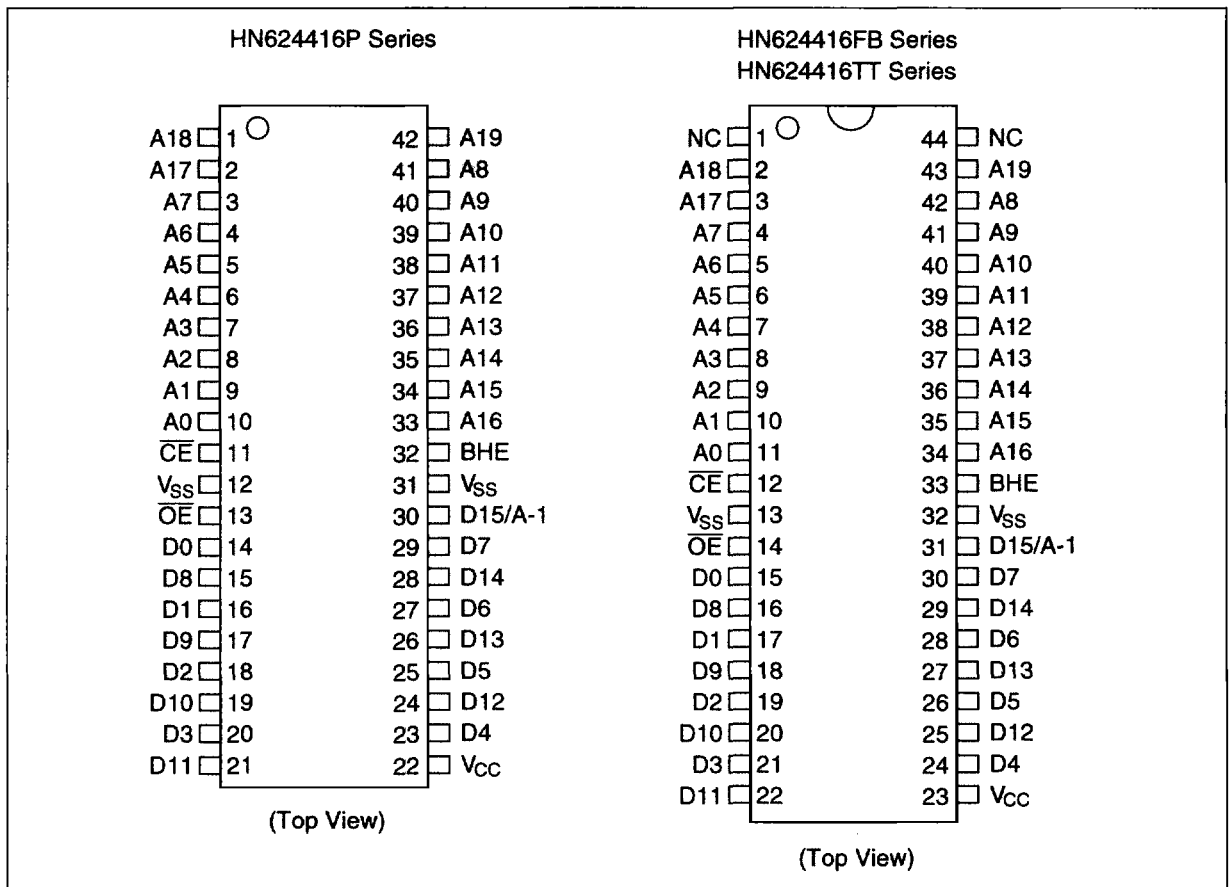 HN624416P Series
A18 1 42 A19
A17 2 41 A8
A7 3 40 A9
A6 4 39 A10
A5 5 38 A11
A4 6 37 A12
A3 7 36 A13
A2 8 35 A14
A1 9 34 A15
A0 10 33 A16
C̅E̅ 11 32 BHE
VSS 12 31 VSS
O̅E̅ 13 30 D15/A-1
D0 14 29 D7
D8 15 28 D14
D1 16 27 D6
D9 17 26 D13
D2 18 25 D5
D10 19 24 D12
D3 20 23 D4
D11 21 22 VCC
(Top View)
HN624416FB Series
HN624416TT Series
NC 1 44 NC
A18 2 43 A19
A17 3 42 A8
A7 4 41 A9
A6 5 40 A10
A5 6 39 A11
A4 7 38 A12
A3 8 37 A13
A2 9 36 A14
A1 10 35 A15
A0 11 34 A16
C̅E̅ 12 33 BHE
VSS 13 32 VSS
O̅E̅ 14 31 D15/A-1
D0 15 30 D7
D8 16 29 D14
D1 17 28 D6
D9 18 27 D13
D2 19 26 D5
D10 20 25 D12
D3 21 24 D4
D11 22 23 VCC
(Top View)